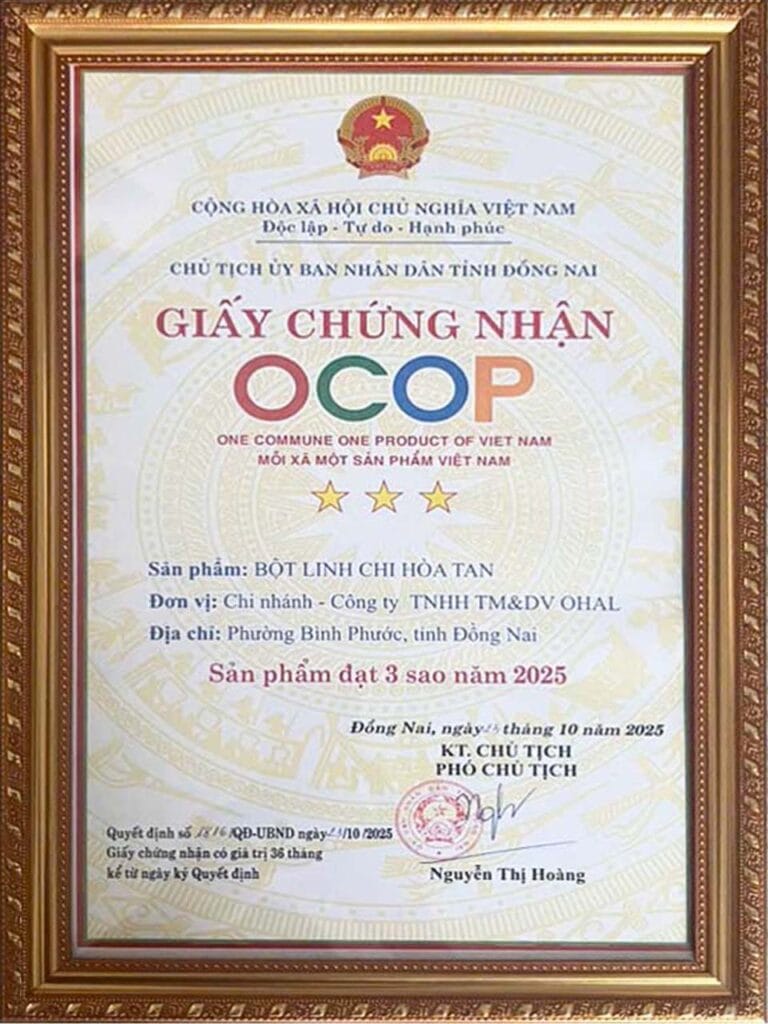 CỘNG HÒA XÃ HỘI CHỦ NGHĨA VIỆT NAM
Độc lập - Tự do - Hạnh phúc
CHỦ TỊCH ỦY BAN NHÂN DÂN TỈNH ĐỒNG NAI
GIẤY CHỨNG NHẬN
OCOP
ONE COMMUNE ONE PRODUCT OF VIET NAM
MỖI XÃ MỘT SẢN PHẨM VIỆT NAM
Sản phẩm: BỘT LINH CHI HÒA TAN
Đơn vị: Chi nhánh - Công ty TNHH TM&DV OHAL
Địa chỉ: Phường Bình Phước, tỉnh Đồng Nai
Sản phẩm đạt 3 sao năm 2025
Đồng Nai, ngày tháng 10 năm 2025
KT. CHỦ TỊCH
PHÓ CHỦ TỊCH
Quyết định số /QĐ-UBND ngày /10/2025
Giấy chứng nhận có giá trị 36 tháng
kể từ ngày ký Quyết định
Nguyễn Thị Hoàng